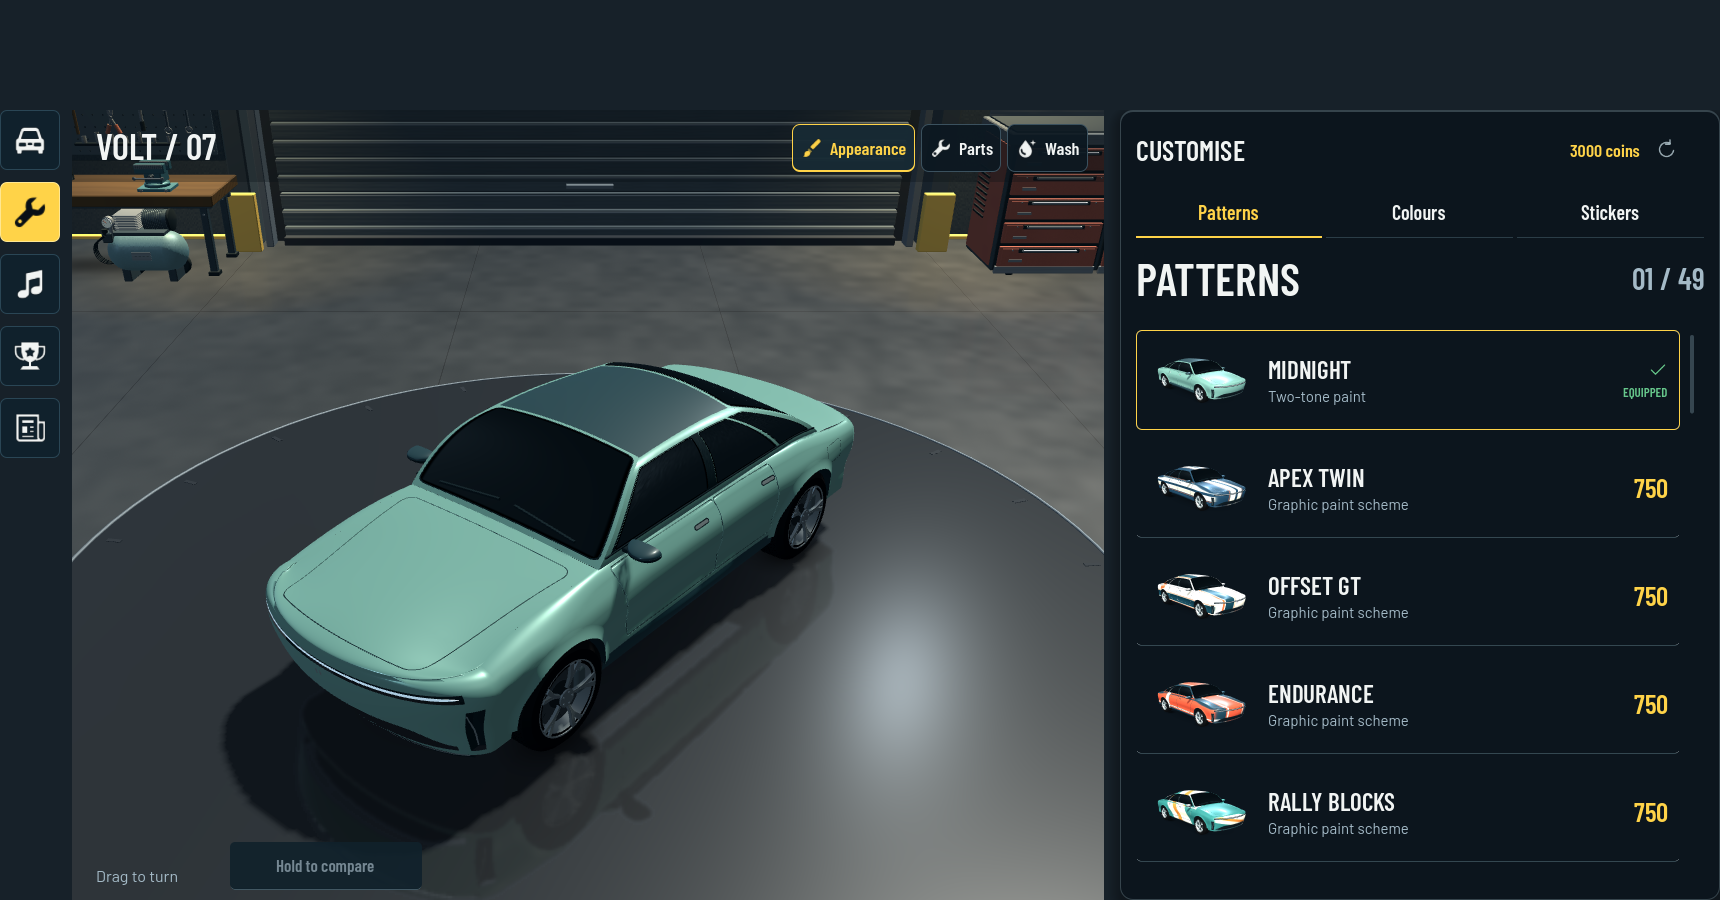 VOLT / 07
Appearance
Parts
Wash
Drag to turn
Hold to compare
CUSTOMISE
3000 coins
Patterns
Colours
Stickers
PATTERNS
01 / 49
MIDNIGHT
Two-tone paint
EQUIPPED
APEX TWIN
Graphic paint scheme
750
OFFSET GT
Graphic paint scheme
750
ENDURANCE
Graphic paint scheme
750
RALLY BLOCKS
Graphic paint scheme
750